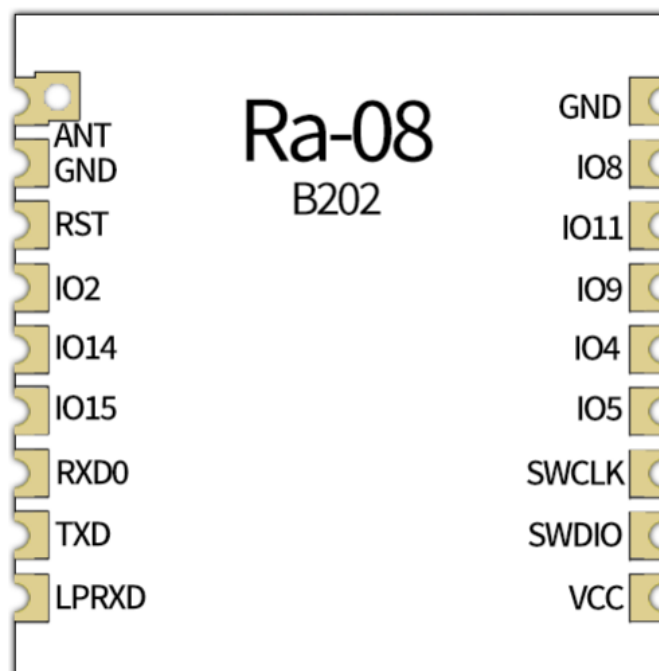 Ra-08
B202
ANT
GND
RST
IO2
IO14
IO15
RXD0
TXD
LPRXD
GND
IO8
IO11
IO9
IO4
IO5
SWCLK
SWDIO
VCC